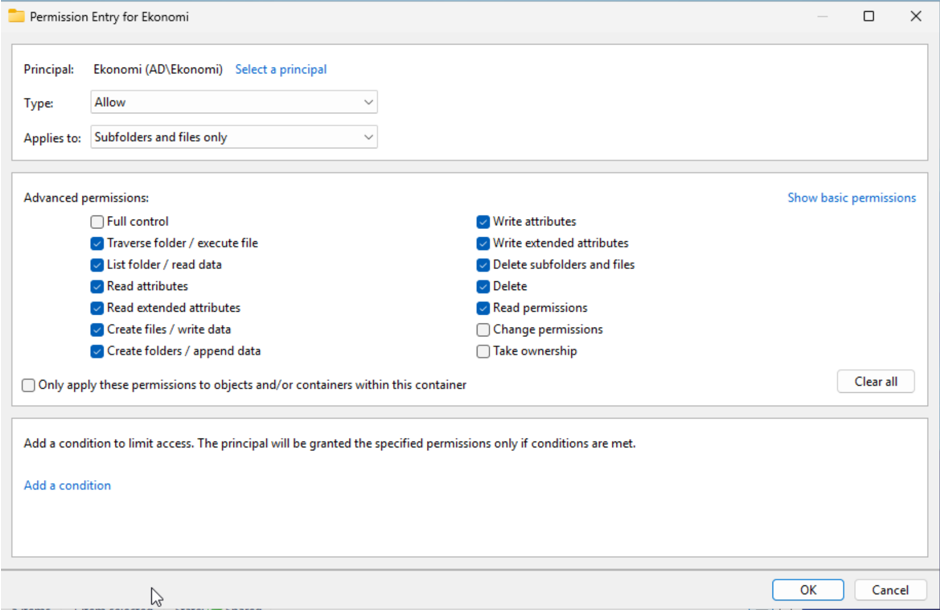 Permission Entry for Ekonomi
Principal: Ekonomi (AD\Ekonomi) Select a principal
Type: Allow
Applies to: Subfolders and files only
Advanced permissions: Show basic permissions
Full control Write attributes
Traverse folder / execute file Write extended attributes
List folder / read data Delete subfolders and files
Read attributes Delete
Read extended attributes Read permissions
Create files / write data Change permissions
Create folders / append data Take ownership
Only apply these permissions to objects and/or containers within this container Clear all
Add a condition to limit access. The principal will be granted the specified permissions only if conditions are met.
Add a condition
OK Cancel